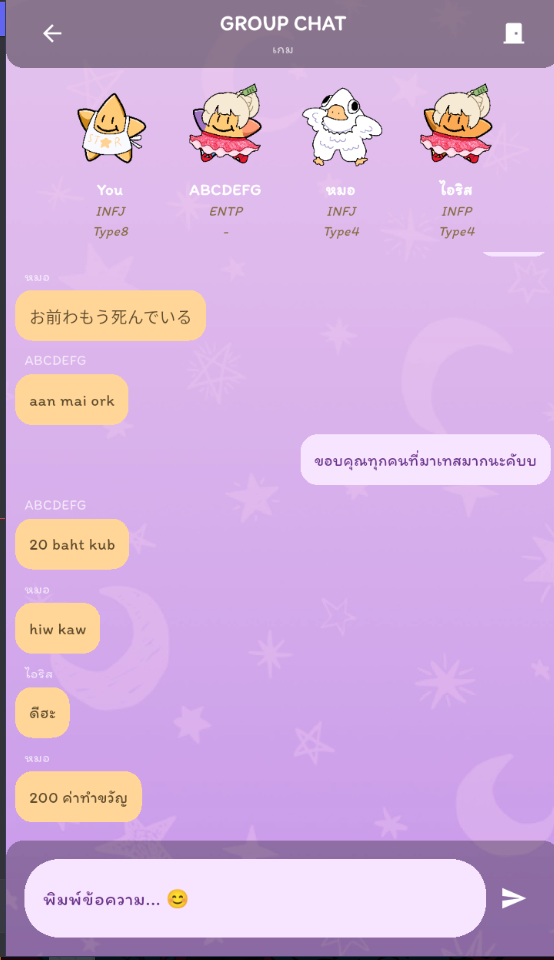 GROUP CHAT
เกม
You
ABCDEFG
หมอ
ไอริส
INFJ
ENTP
INFJ
INFP
Type8
-
Type4
Type4
หมอ
お前わもう死んでいる
ABCDEFG
aan mai ork
ขอบคุณทุกคนที่มาเทสมากนะคับบ
ABCDEFG
20 baht kub
หมอ
hiw kaw
ไอริส
ดีฮะ
หมอ
200 ค่าทำขวัญ
พิมพ์ข้อความ... 😊